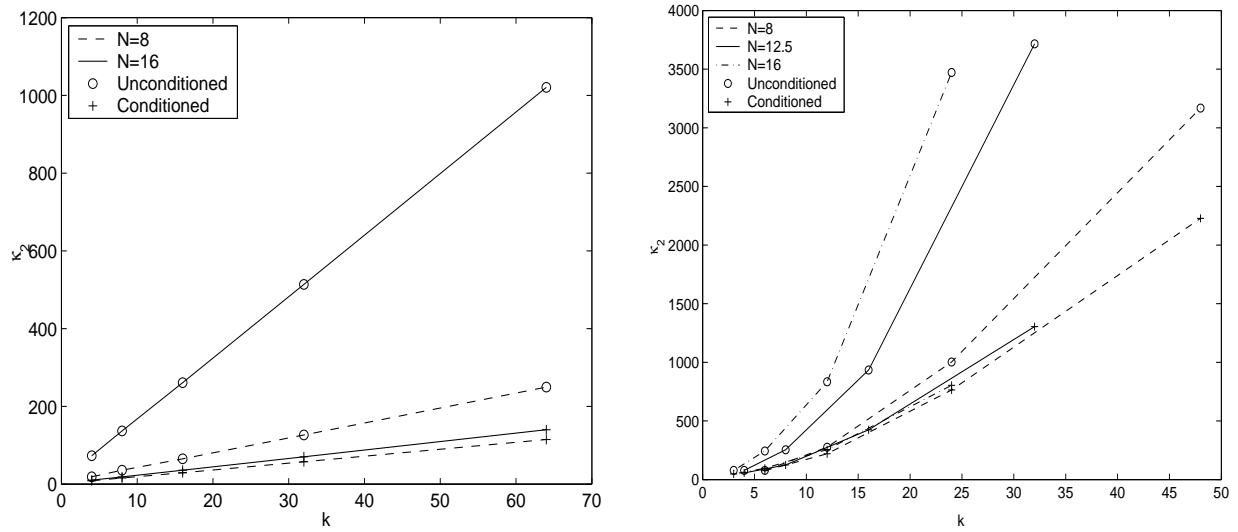 1200
1000
800
600
400
200
0
κ₂
N=8
N=16
Unconditioned
Conditioned
0 10 20 30 40 50 60 70
k
4000
3500
3000
2500
2000
1500
1000
500
0
κ₂
N=8
N=12.5
N=16
Unconditioned
Conditioned
0 5 10 15 20 25 30 35 40 45 50
k